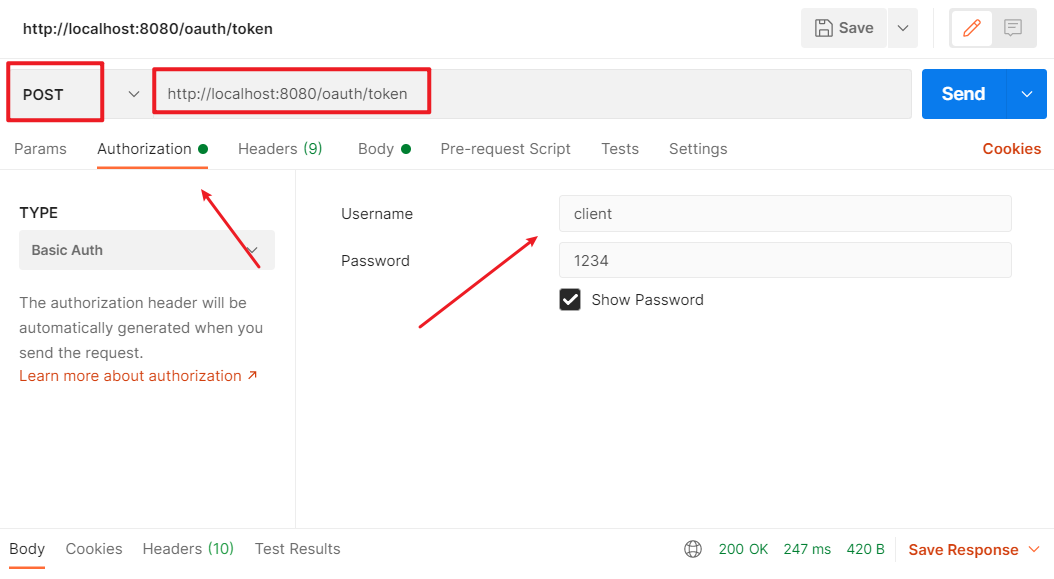 http://localhost:8080/oauth/token
Save
POST
http://localhost:8080/oauth/token
Send
Params Authorization Headers (9) Body Pre-request Script Tests Settings Cookies
TYPE
Basic Auth
The authorization header will be
automatically generated when you
send the request.
Learn more about authorization ↗
Username client
Password 1234
Show Password
Body Cookies Headers (10) Test Results 200 OK 247 ms 420 B Save Response